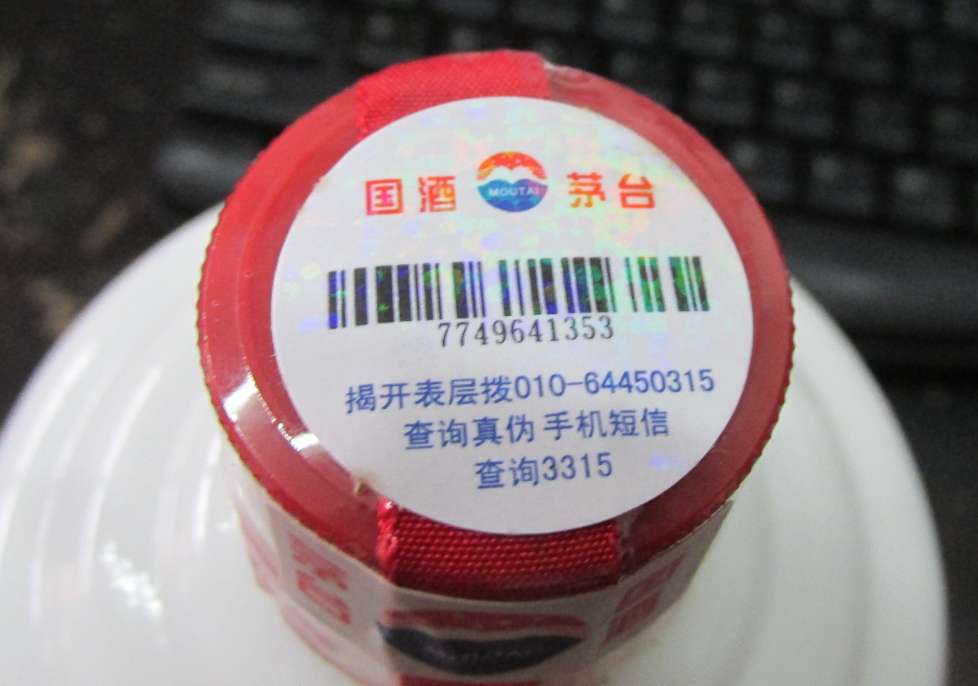 国酒 MOUTAI 茅台
7749641353
揭开表层拨010-64450315
查询真伪 手机短信
查询3315